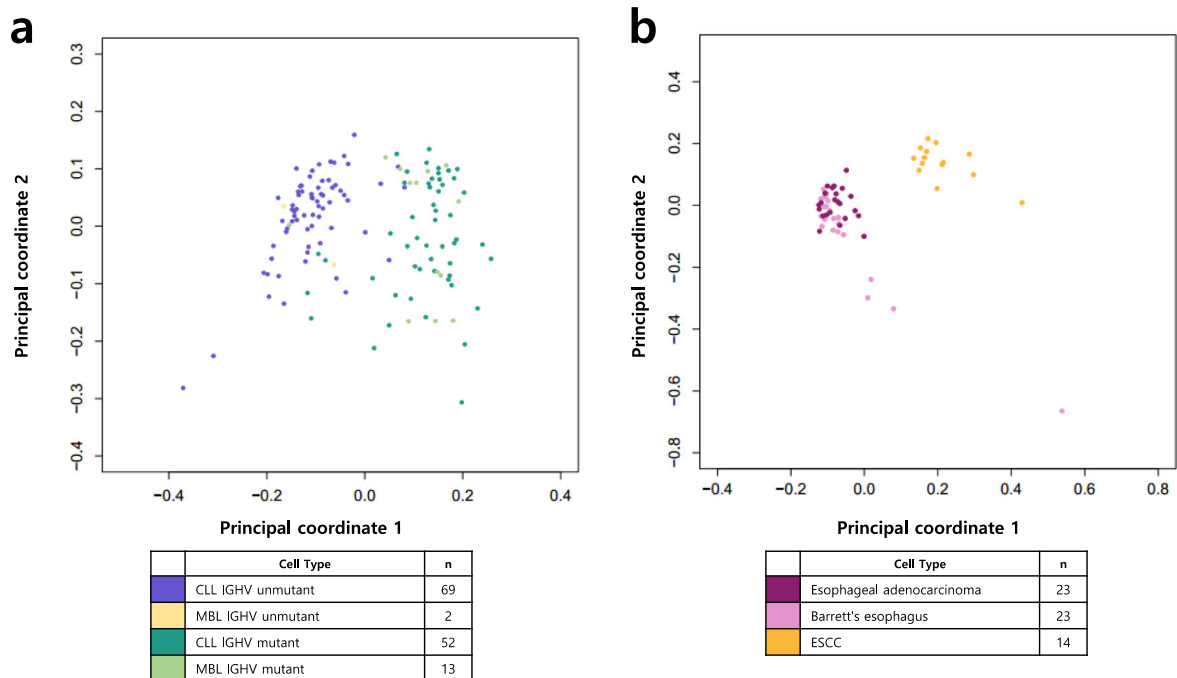 a
0.3
0.2
0.1
0.0
−0.1
−0.2
−0.3
−0.4
Principal coordinate 2
−0.4 −0.2 0.0 0.2 0.4
Principal coordinate 1
Cell Type n
CLL IGHV unmutant 69
MBL IGHV unmutant 2
CLL IGHV mutant 52
MBL IGHV mutant 13
b
0.4
0.2
0.0
−0.2
−0.4
−0.6
−0.8
Principal coordinate 2
−0.4 −0.2 0.0 0.2 0.4 0.6 0.8
Principal coordinate 1
Cell Type n
Esophageal adenocarcinoma 23
Barrett's esophagus 23
ESCC 14